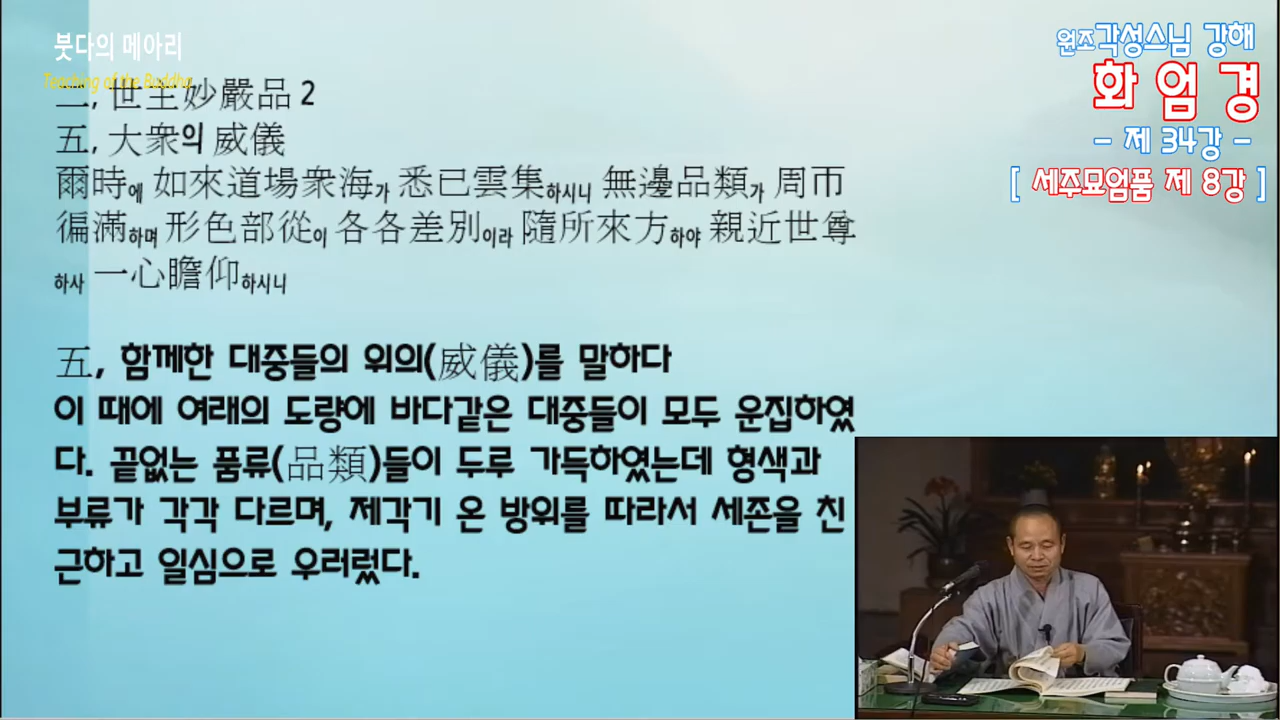 붓다의 메아리
Teaching of the Buddha
二, 世主妙嚴品 2
五, 大衆의 威儀
爾時에 如來道場衆海가 悉已雲集하시니 無邊品類가 周帀
徧滿하며 形色部從이 各各差別이라 隨所來方하야 親近世尊
하사 一心瞻仰하시니
五, 함께한 대중들의 위의(威儀)를 말하다
이 때에 여래의 도량에 바다같은 대중들이 모두 운집하였
다. 끝없는 품류(品類)들이 두루 가득하였는데 형색과
부류가 각각 다르며, 제각기 온 방위를 따라서 세존을 친
근하고 일심으로 우러렀다.
원조각성스님 강해
화 엄 경
- 제 34강 -
[ 세주묘엄품 제 8강 ]